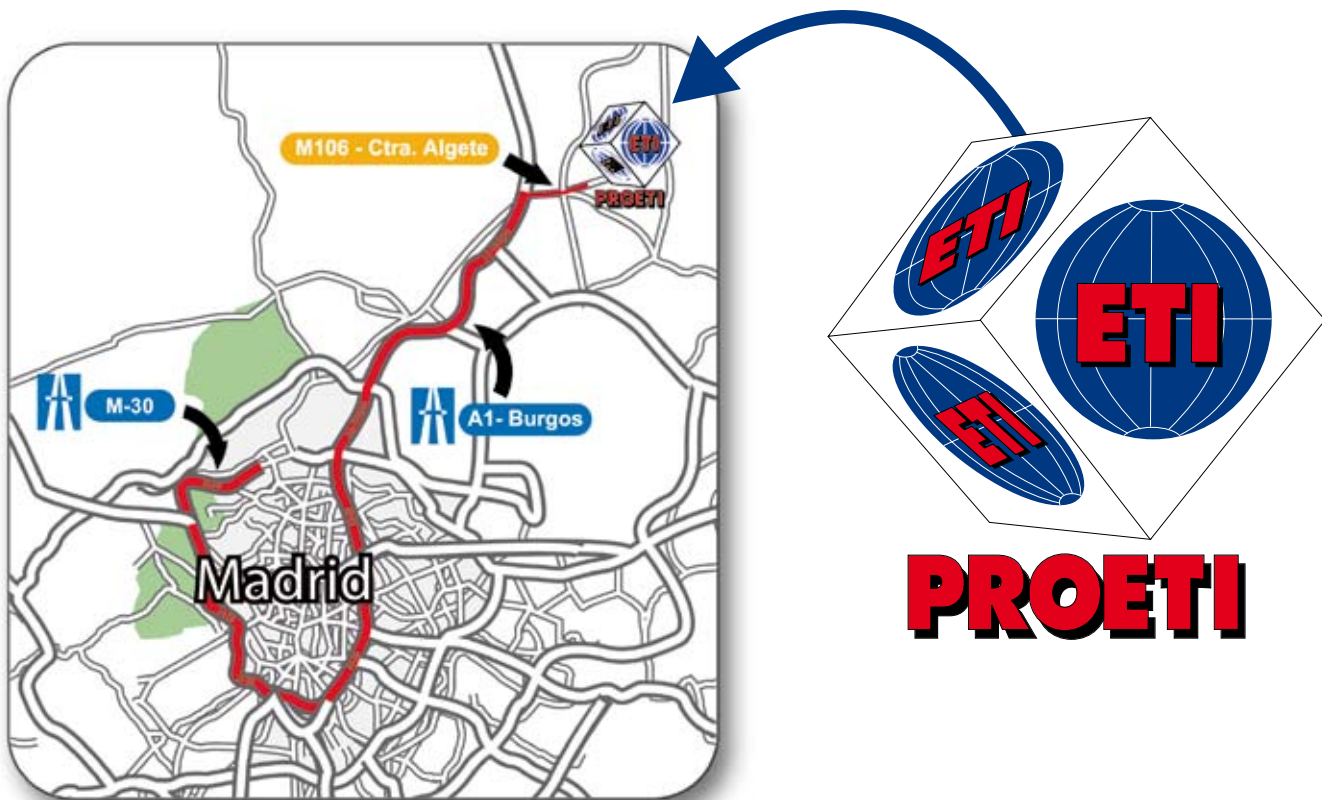 M106 - Ctra. Algete
ETI
PROETI
M-30
A1- Burgos
Madrid
ETI
ETI
ETI
PROETI